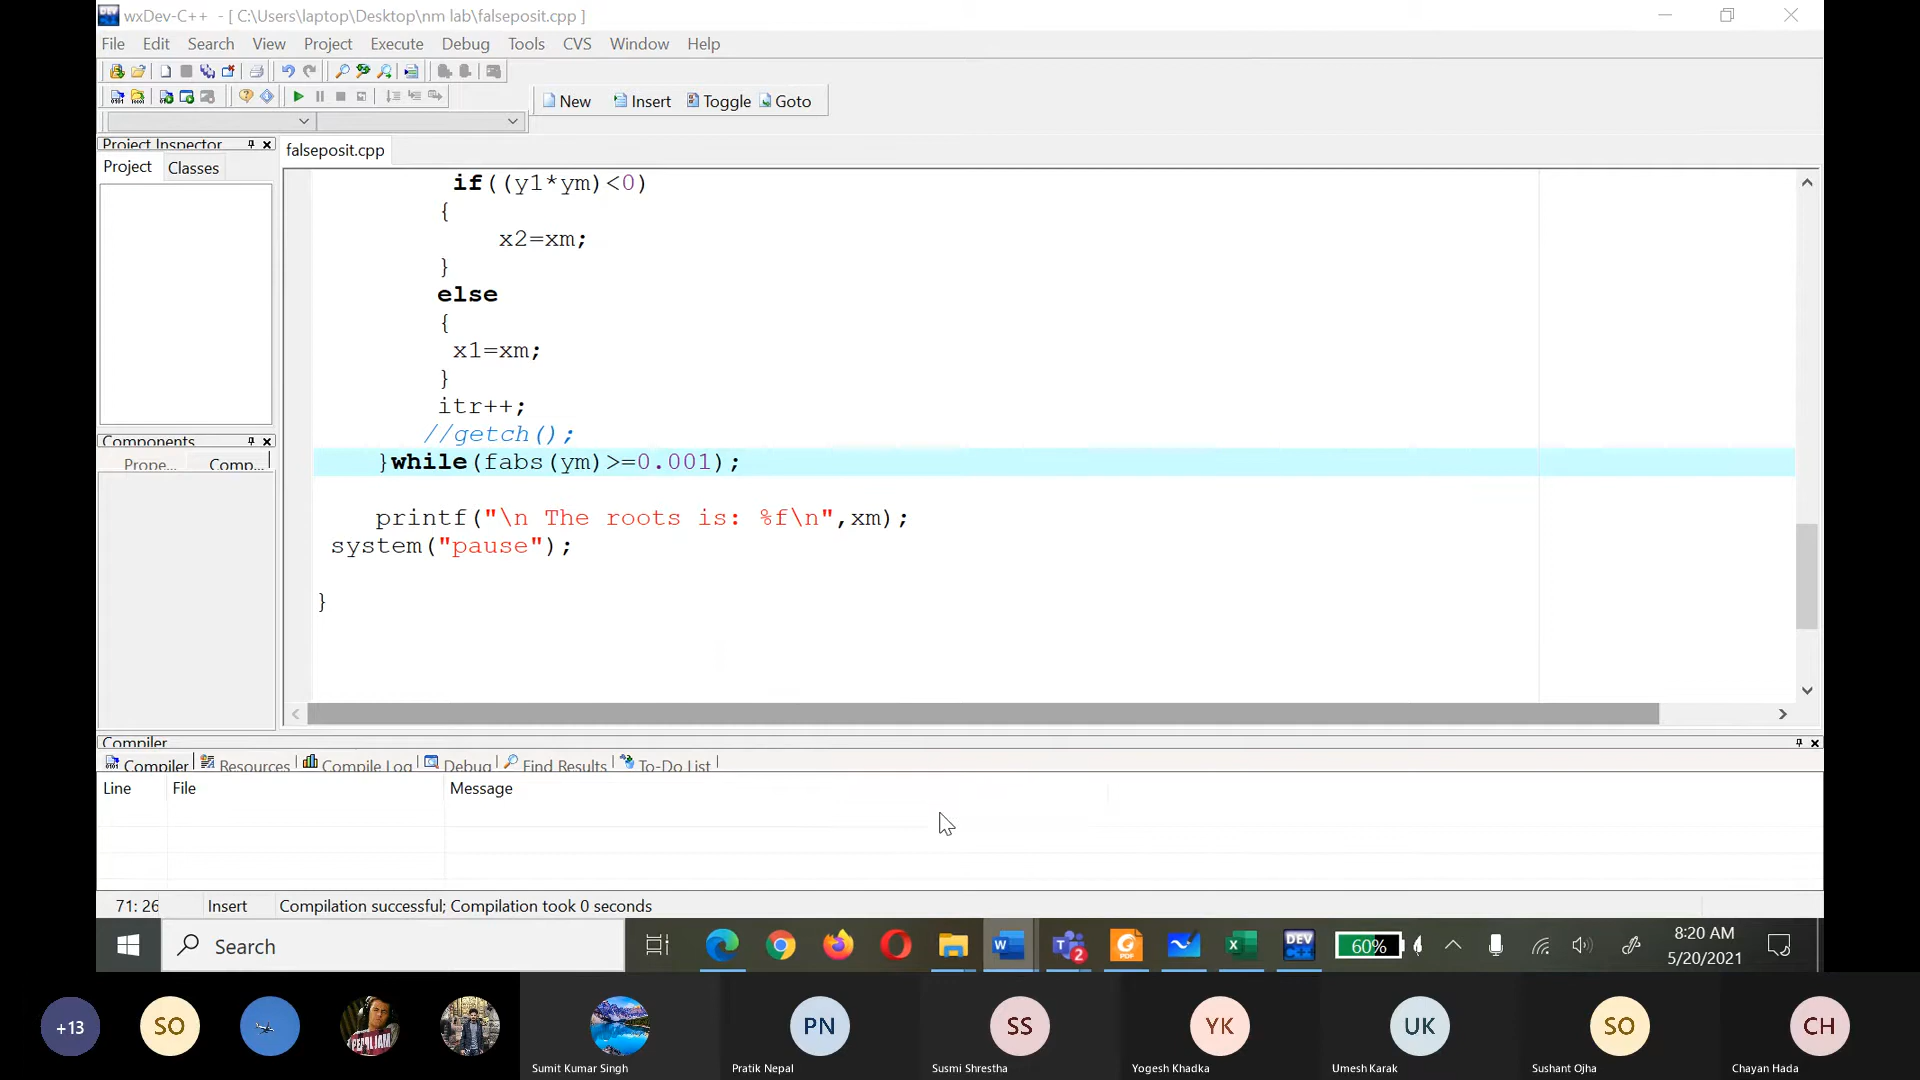 wxDev-C++ - [ C:\Users\laptop\Desktop\nm lab\falseposit.cpp ]
File Edit Search View Project Execute Debug Tools CVS Window Help
New Insert Toggle Goto
Project Inspector
falseposit.cpp
Project Classes
if((y1*ym)<0)
{
x2=xm;
}
else
{
x1=xm;
}
itr++;
//getch();
}while(fabs(ym)>=0.001);
printf("\n The roots is: %f\n",xm);
system("pause");
}
Components
Prope... Comp...
Compiler
Compiler Resources Compile Log Debug Find Results To-Do List
Line File Message
71: 26 Insert Compilation successful; Compilation took 0 seconds
Search
60%
8:20 AM
5/20/2021
+13 SO PN SS YK UK SO CH
Sumit Kumar Singh Pratik Nepal Susmi Shrestha Yogesh Khadka Umesh Karak Sushant Ojha Chayan Hada